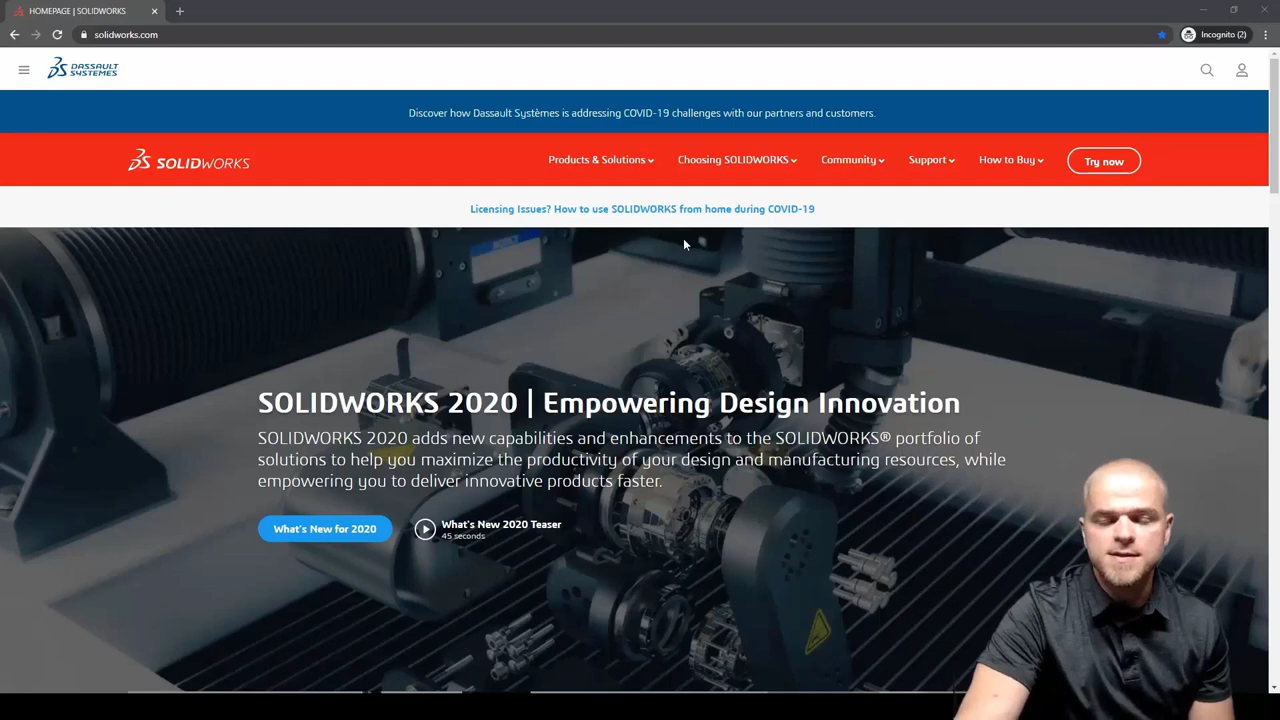 HOMEPAGE | SOLIDWORKS
solidworks.com
Incognito (2)
DASSAULT
SYSTEMES
Discover how Dassault Systèmes is addressing COVID-19 challenges with our partners and customers.
SOLIDWORKS
Products & Solutions
Choosing SOLIDWORKS
Community
Support
How to Buy
Try now
Licensing Issues? How to use SOLIDWORKS from home during COVID-19
SOLIDWORKS 2020 | Empowering Design Innovation
SOLIDWORKS 2020 adds new capabilities and enhancements to the SOLIDWORKS® portfolio of
solutions to help you maximize the productivity of your design and manufacturing resources, while
empowering you to deliver innovative products faster.
What's New for 2020
What's New 2020 Teaser
45 seconds